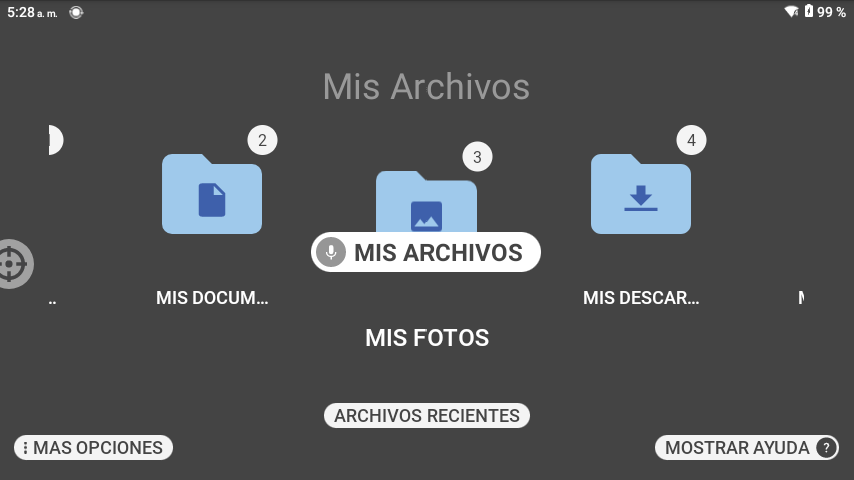 5:28 a. m.
99 %
Mis Archivos
2
3
4
MIS ARCHIVOS
..
MIS DOCUM...
MIS DESCAR...
MIS FOTOS
ARCHIVOS RECIENTES
MAS OPCIONES
MOSTRAR AYUDA ?